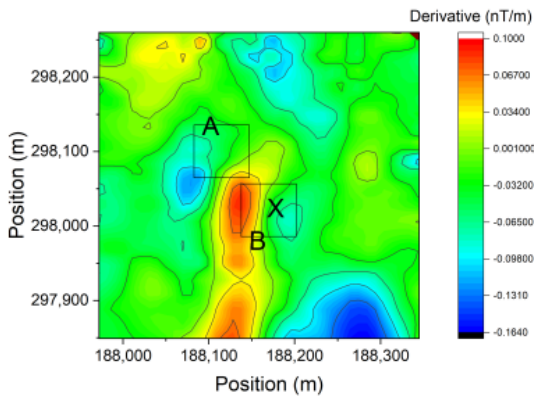 Derivative (nT/m)
298,200
298,100
298,000
297,900
Position (m)
A
X
B
188,000
188,100
188,200
188,300
Position (m)
0.1000
0.06700
0.03400
0.001000
-0.03200
-0.06500
-0.09800
-0.1310
-0.1640